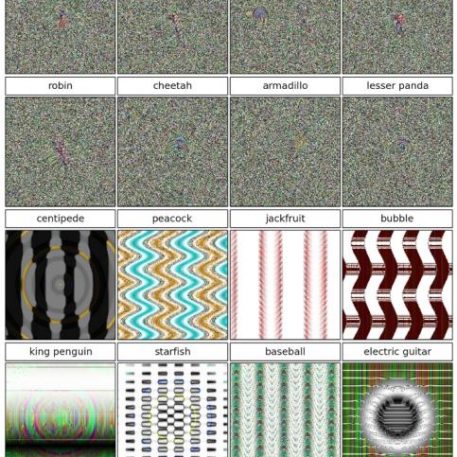 robin cheetah armadillo lesser panda
centipede peacock jackfruit bubble
king penguin starfish baseball electric guitar